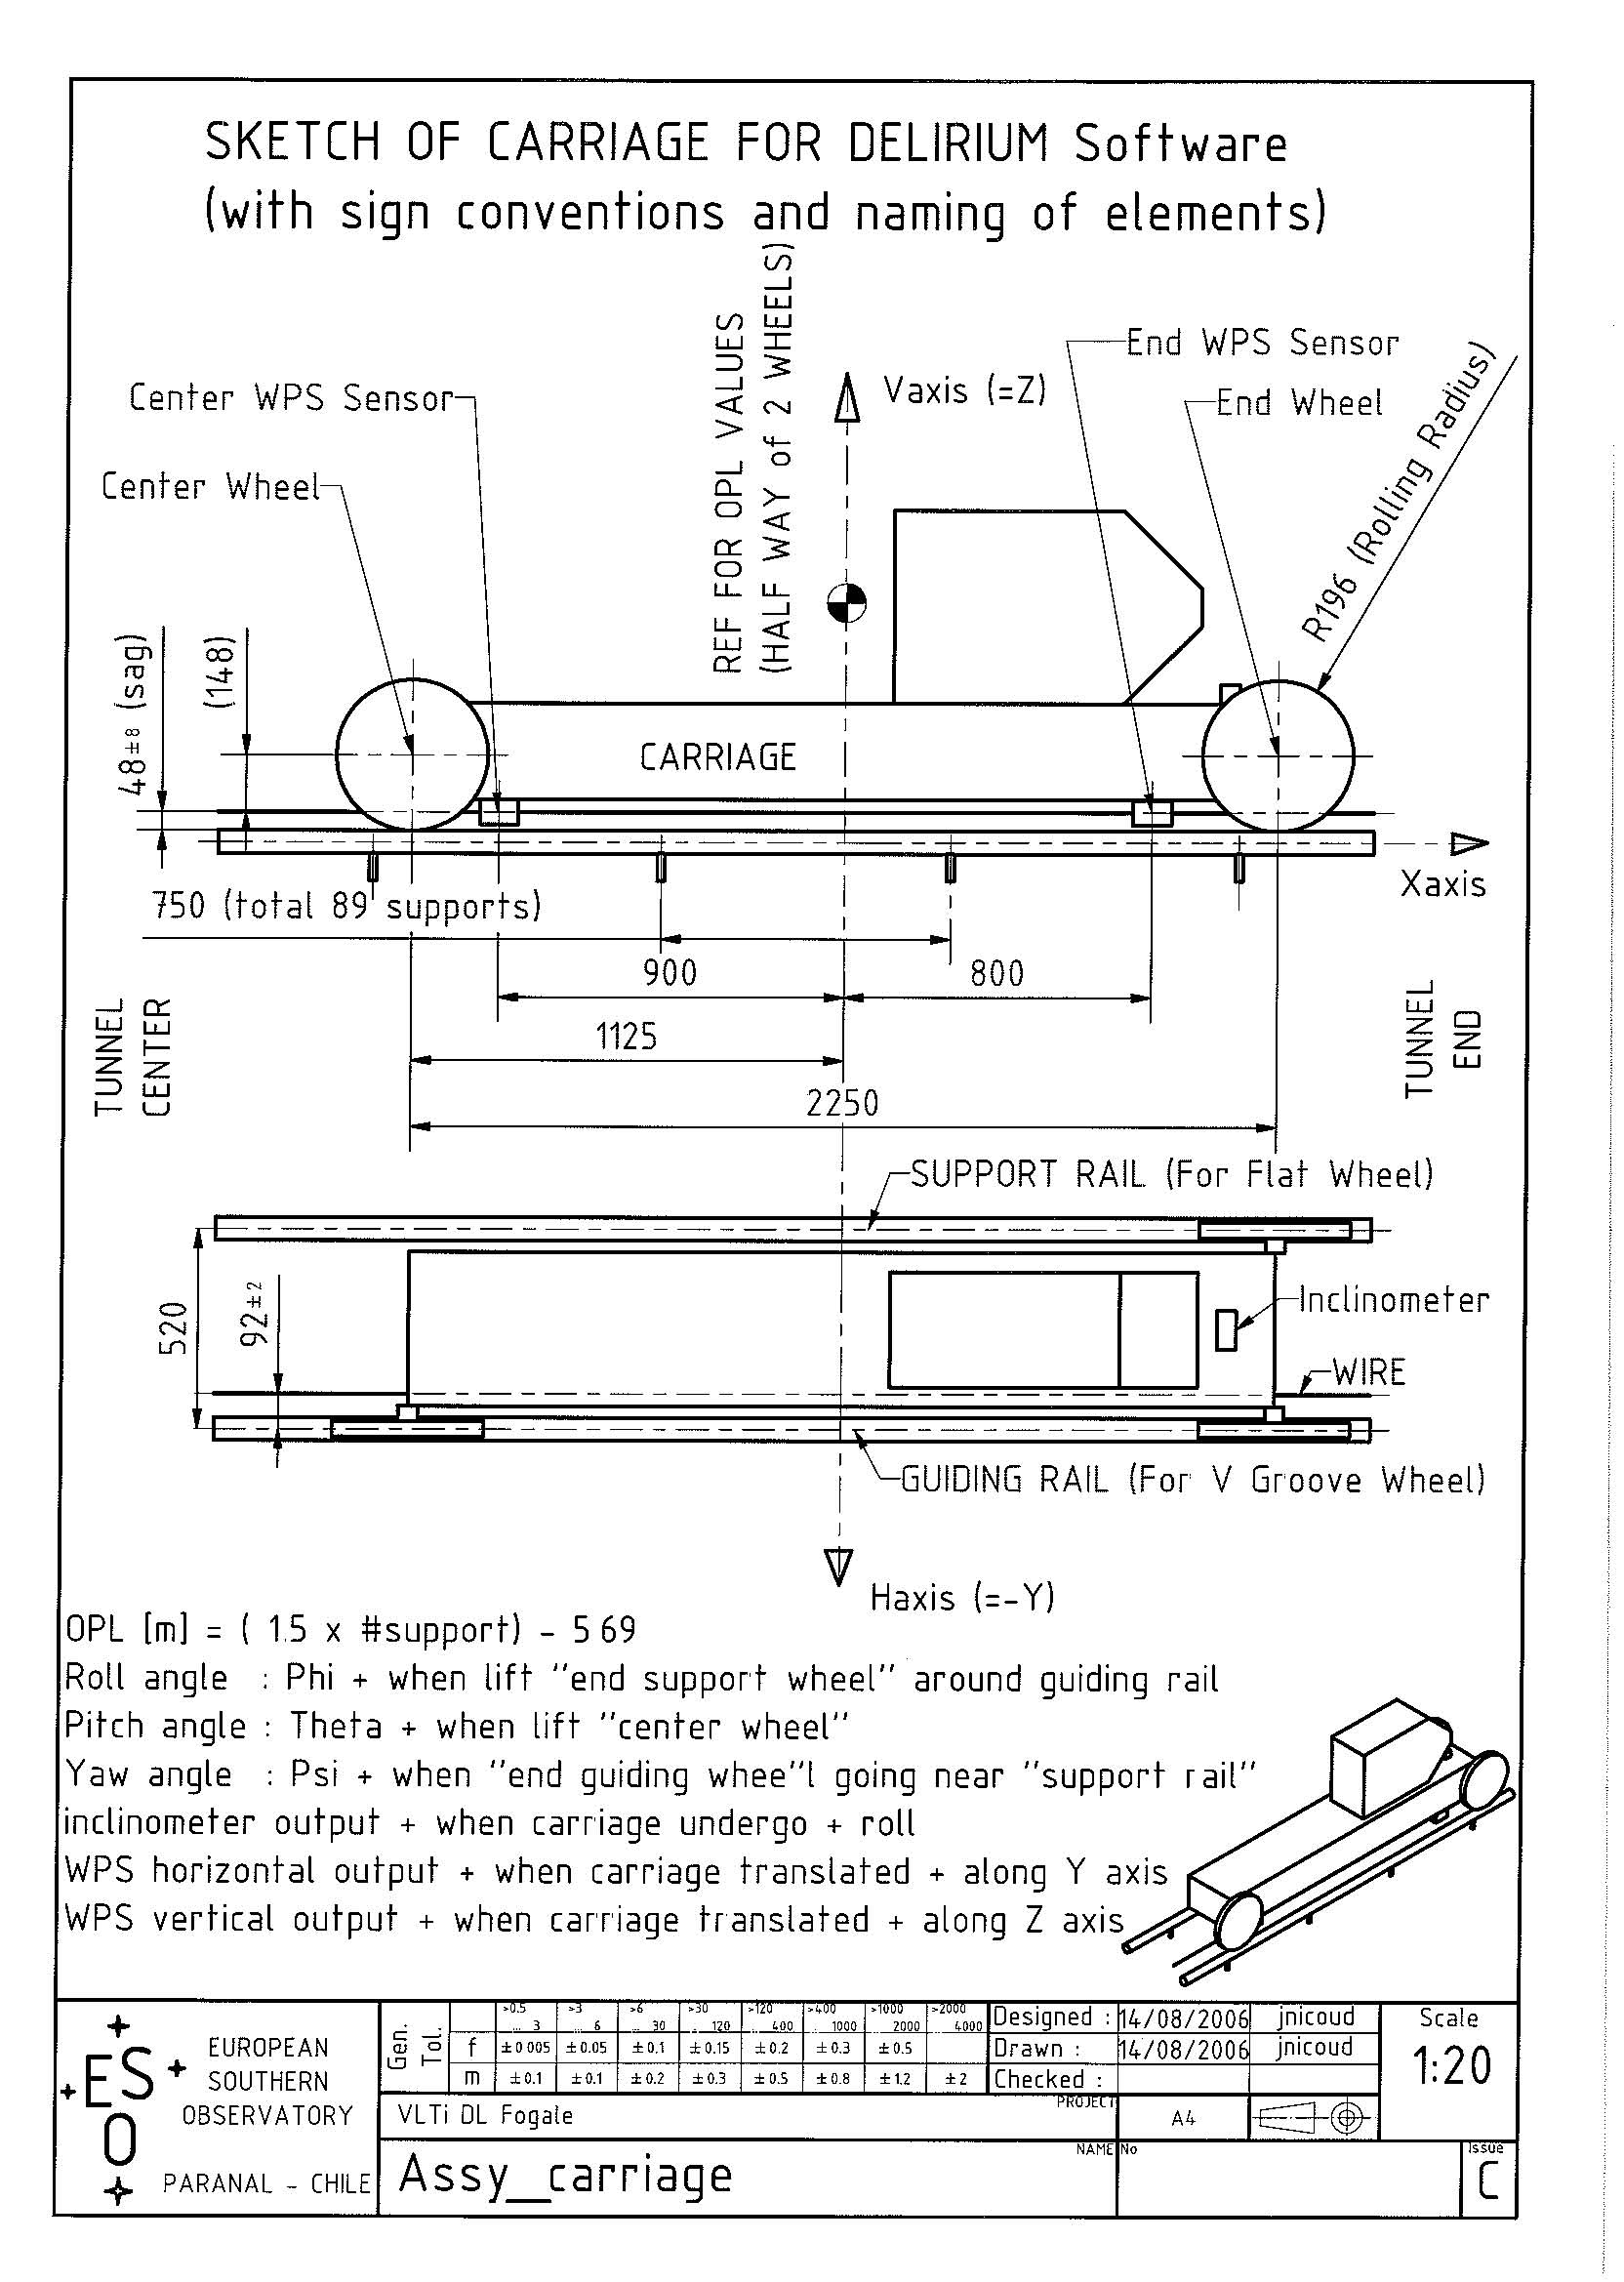 SKETCH OF CARRIAGE FOR DELIRIUM Software
(with sign conventions and naming of elements)
REF FOR OPL VALUES
(HALF WAY of 2 WHEELS)
Vaxis (=Z)
End WPS Sensor
End Wheel
R196 (Rolling Radius)
Center WPS Sensor
Center Wheel
48±8 (sag)
(148)
CARRIAGE
Xaxis
750 (total 89 supports)
900
800
1125
2250
TUNNEL
CENTER
TUNNEL
END
SUPPORT RAIL (For Flat Wheel)
520
92±2
Inclinometer
WIRE
GUIDING RAIL (For V Groove Wheel)
Haxis (=-Y)
OPL [m] = ( 1.5 x #support) - 5 69
Roll angle : Phi + when lift "end support wheel" around guiding rail
Pitch angle : Theta + when lift "center wheel"
Yaw angle : Psi + when "end guiding whee"l going near "support rail"
inclinometer output + when carriage undergo + roll
WPS horizontal output + when carriage translated + along Y axis
WPS vertical output + when carriage translated + along Z axis
ESO
EUROPEAN
SOUTHERN
OBSERVATORY
PARANAL - CHILE
Gen.
Tol.
>0.5 >3 >6 >30 >120 >400 >1000 >2000
... 3 ... 6 ... 30 ... 120 ... 400 ... 1000 2000 4000
f ±0 005 ±0.05 ±0.1 ±0.15 ±0.2 ±0.3 ±0.5
m ±0.1 ±0.1 ±0.2 ±0.3 ±0.5 ±0.8 ±1.2 ±2
Designed : 14/08/2006 jnicoud
Drawn : 14/08/2006 jnicoud
Checked :
Scale
1:20
VLTi DL Fogale
PROJECT
A4
Assy_carriage
NAME
No
Issue
C